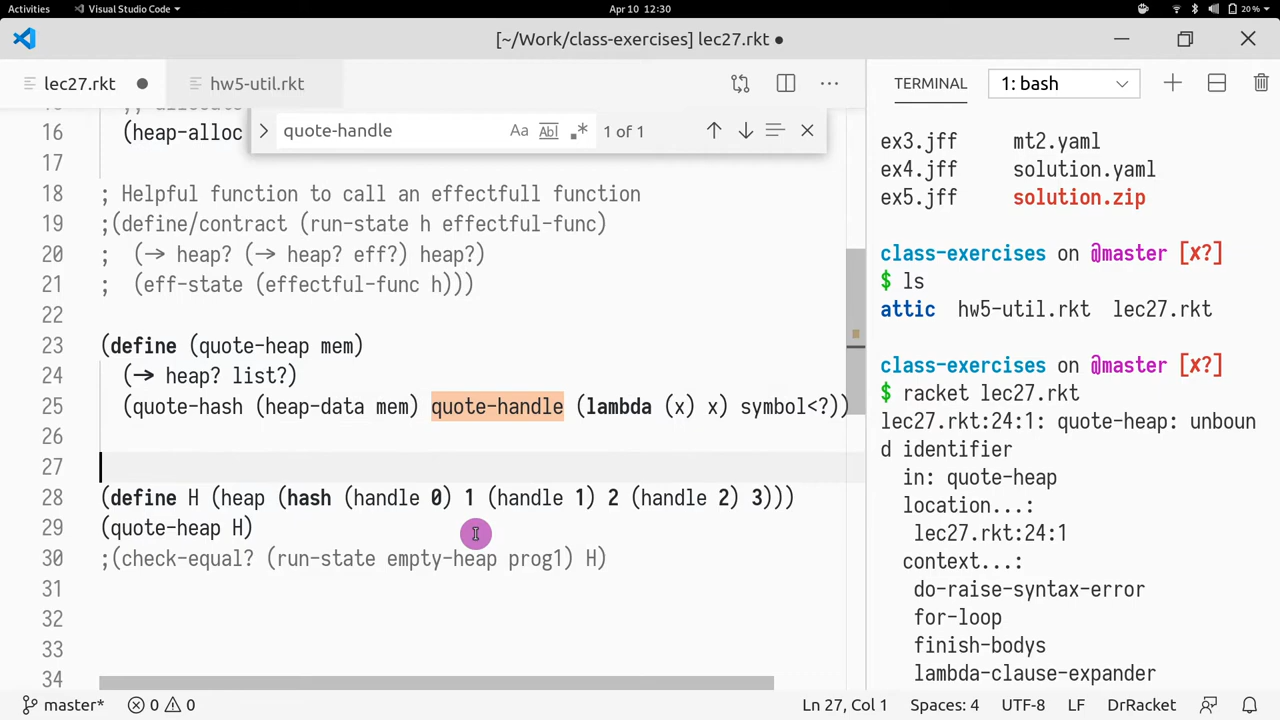 Activities
Visual Studio Code
Apr 10 12:30
20%
[~/Work/class-exercises] lec27.rkt ●
lec27.rkt
hw5-util.rkt
TERMINAL
1: bash
quote-handle
Aa
Abl
1 of 1
16 (heap-alloc
17
18 ; Helpful function to call an effectfull function
19 ;(define/contract (run-state h effectful-func)
20 ; (→ heap? (→ heap? eff?) heap?)
21 ; (eff-state (effectful-func h)))
22
23 (define (quote-heap mem)
24 (→ heap? list?)
25 (quote-hash (heap-data mem) quote-handle (lambda (x) x) symbol<?))
26
27
28 (define H (heap (hash (handle 0) 1 (handle 1) 2 (handle 2) 3)))
29 (quote-heap H)
30 ;(check-equal? (run-state empty-heap prog1) H)
31
32
33
34
ex3.jff mt2.yaml
ex4.jff solution.yaml
ex5.jff solution.zip
class-exercises on @master [✗?]
$ ls
attic hw5-util.rkt lec27.rkt
class-exercises on @master [✗?]
$ racket lec27.rkt
lec27.rkt:24:1: quote-heap: unboun
d identifier
in: quote-heap
location...:
lec27.rkt:24:1
context...:
do-raise-syntax-error
for-loop
finish-bodys
lambda-clause-expander
master*
0
0
Ln 27, Col 1
Spaces: 4
UTF-8
LF
DrRacket